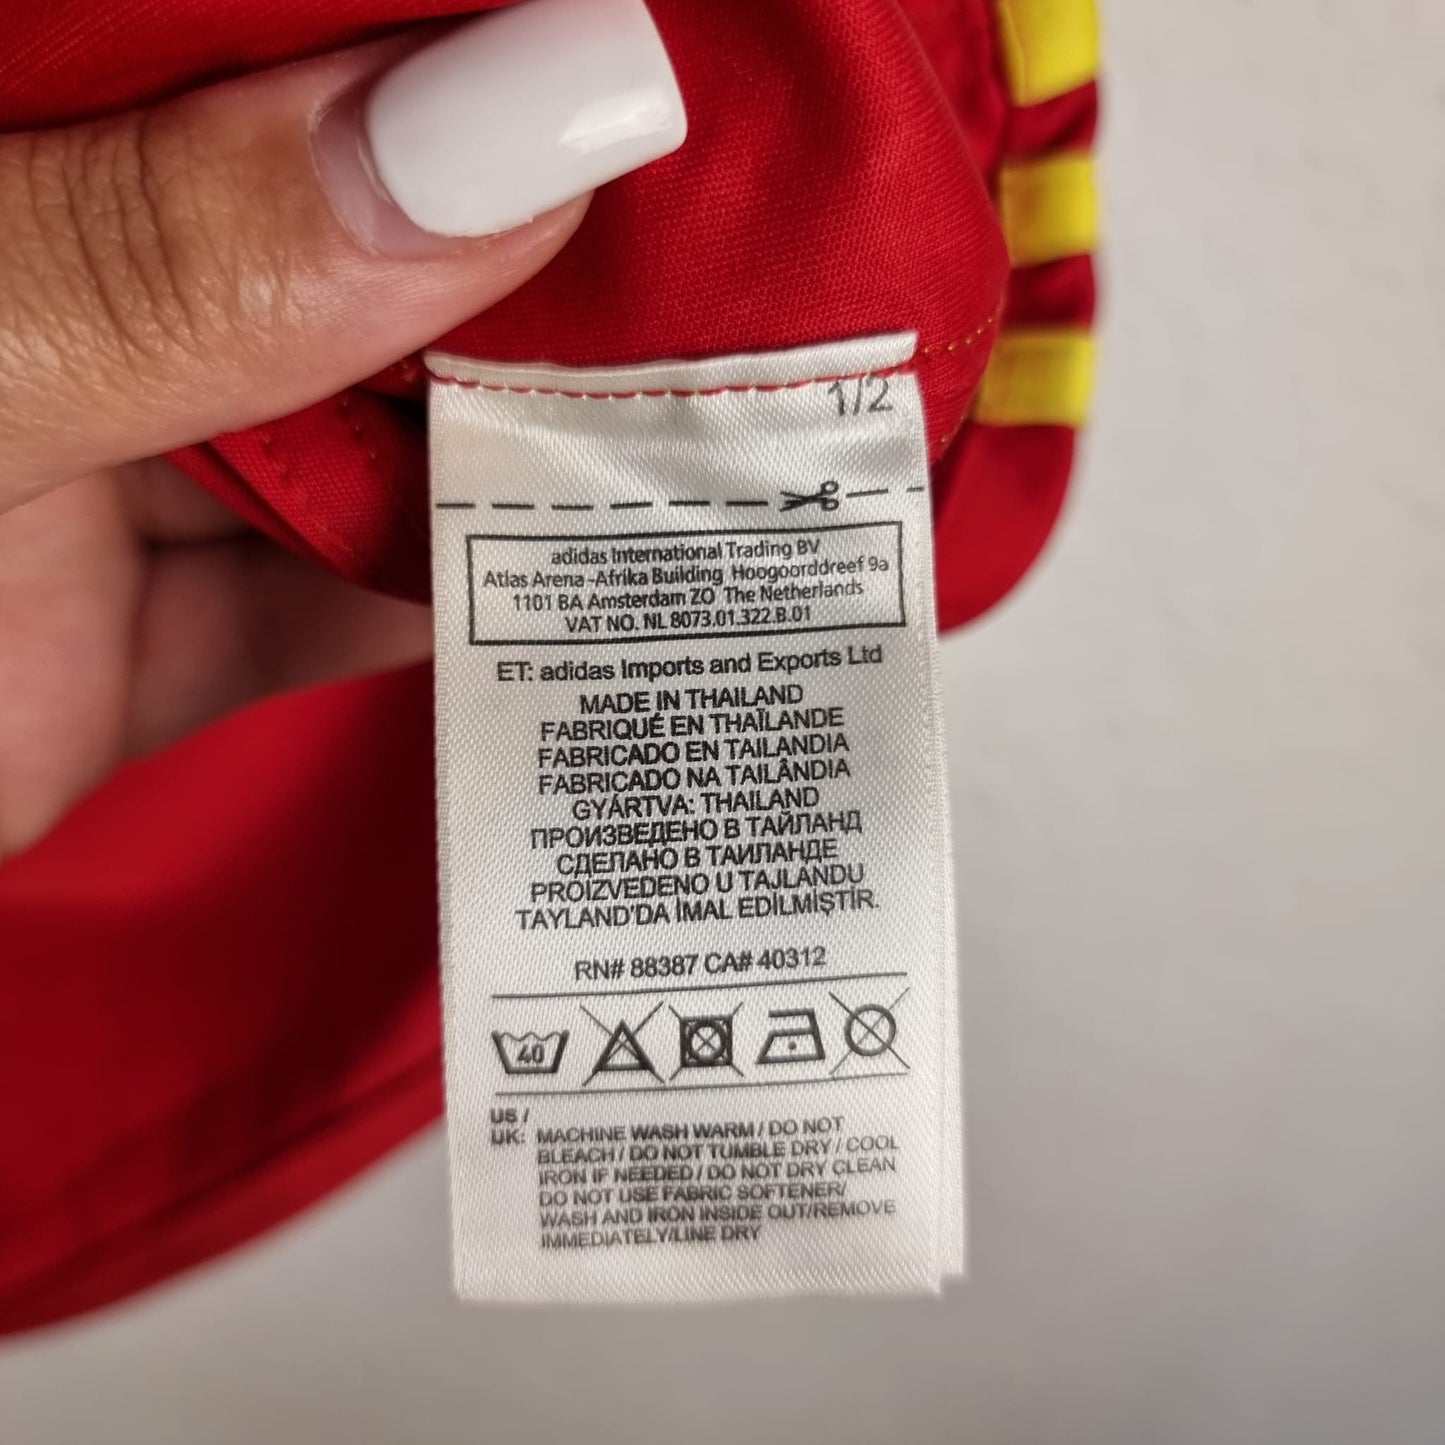 1/2
adidas International Trading BV
Atlas Arena-Afrika Building Hoogoorddreef 9a
1101 BA Amsterdam ZO The Netherlands
VAT NO. NL 8073.01.322.B.01
ET: adidas Imports and Exports Ltd
MADE IN THAILAND
FABRIQUÉ EN THAÏLANDE
FABRICADO EN TAILANDIA
FABRICADO NA TAILÂNDIA
GYÁRTVA: THAILAND
ПРОИЗВЕДЕНО В ТАЙЛАНД
СДЕЛАНО В ТАИЛАНДЕ
PROIZVEDENO U TAJLANDU
TAYLAND'DA İMAL EDİLMİŞTİR.
RN# 88387 CA# 40312
40
US /
UK: MACHINE WASH WARM / DO NOT
BLEACH / DO NOT TUMBLE DRY / COOL
IRON IF NEEDED / DO NOT DRY CLEAN
DO NOT USE FABRIC SOFTENER/
WASH AND IRON INSIDE OUT/REMOVE
IMMEDIATELY/LINE DRY